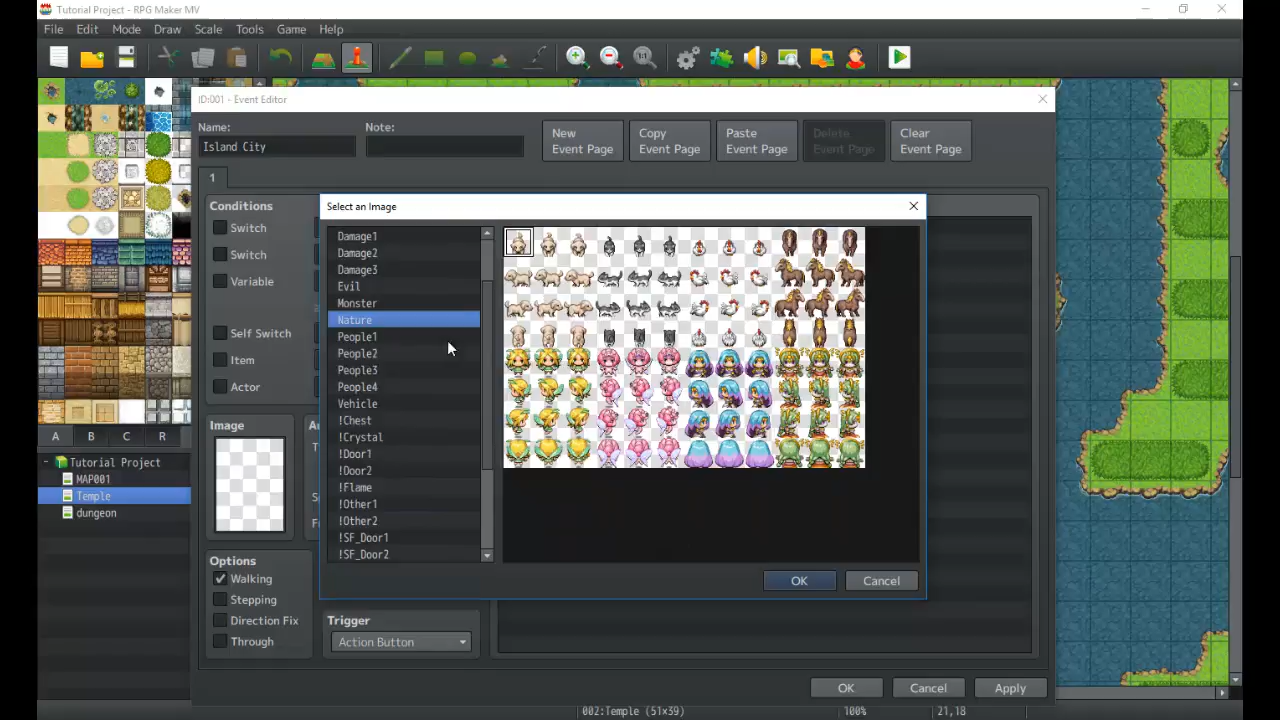 Tutorial Project - RPG Maker MV
File Edit Mode Draw Scale Tools Game Help
ID:001 - Event Editor
Name:
Note:
Island City
New Event Page
Copy Event Page
Paste Event Page
Delete Event Page
Clear Event Page
1
Conditions
Switch
Switch
Variable
Self Switch
Item
Actor
Image
Select an Image
Damage1
Damage2
Damage3
Evil
Monster
Nature
People1
People2
People3
People4
Vehicle
!Chest
!Crystal
!Door1
!Door2
!Flame
!Other1
!Other2
!SF_Door1
!SF_Door2
OK
Cancel
A B C R
Tutorial Project
MAP001
Temple
dungeon
Options
Walking
Stepping
Direction Fix
Through
Trigger
Action Button
OK
Cancel
Apply
002:Temple (51×39)
100%
21,18